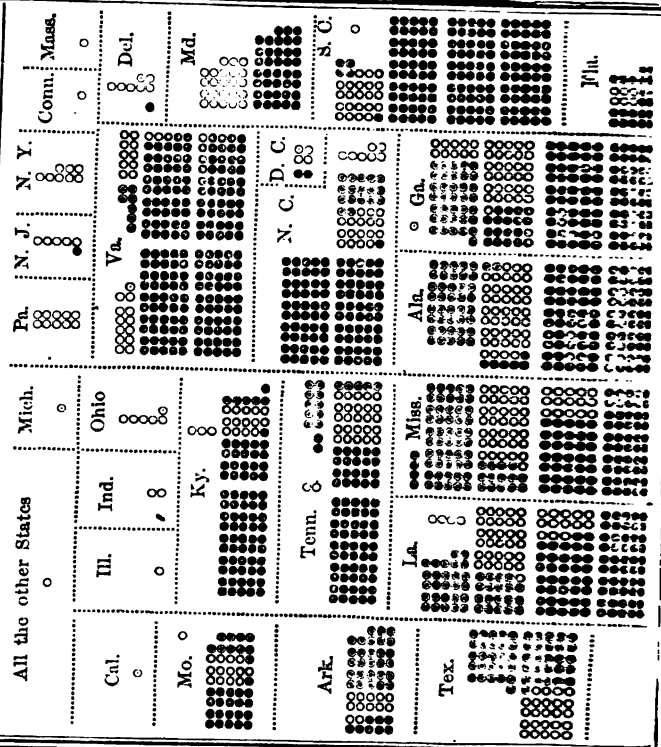 All the other States Mich. Pa. N. J. N. Y. Conn. Mass.
Cal. Ill. Ind. Ohio Va. Del.
Mo. Ky. Md.
Ark. Tenn. N. C. D. C. S. C.
Tex. La. Miss. Ala. Ga.
Fla.